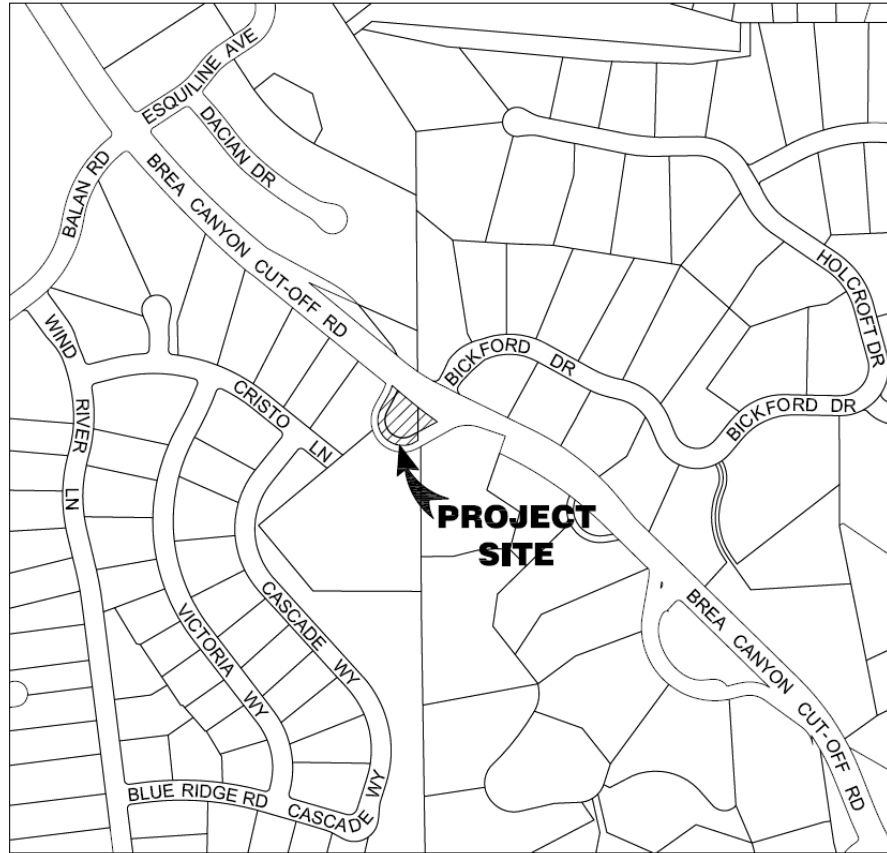 ESQUILINE AVE
DACIAN DR
BALAN RD
BREA CANYON CUT-OFF RD
HOLCROFT DR
WIND RIVER LN
BICKFORD DR
CRISTO LN
BICKFORD DR
PROJECT
SITE
CASCADE WY
VICTORIA WY
BREA CANYON CUT-OFF RD
BLUE RIDGE RD
CASCADE WY